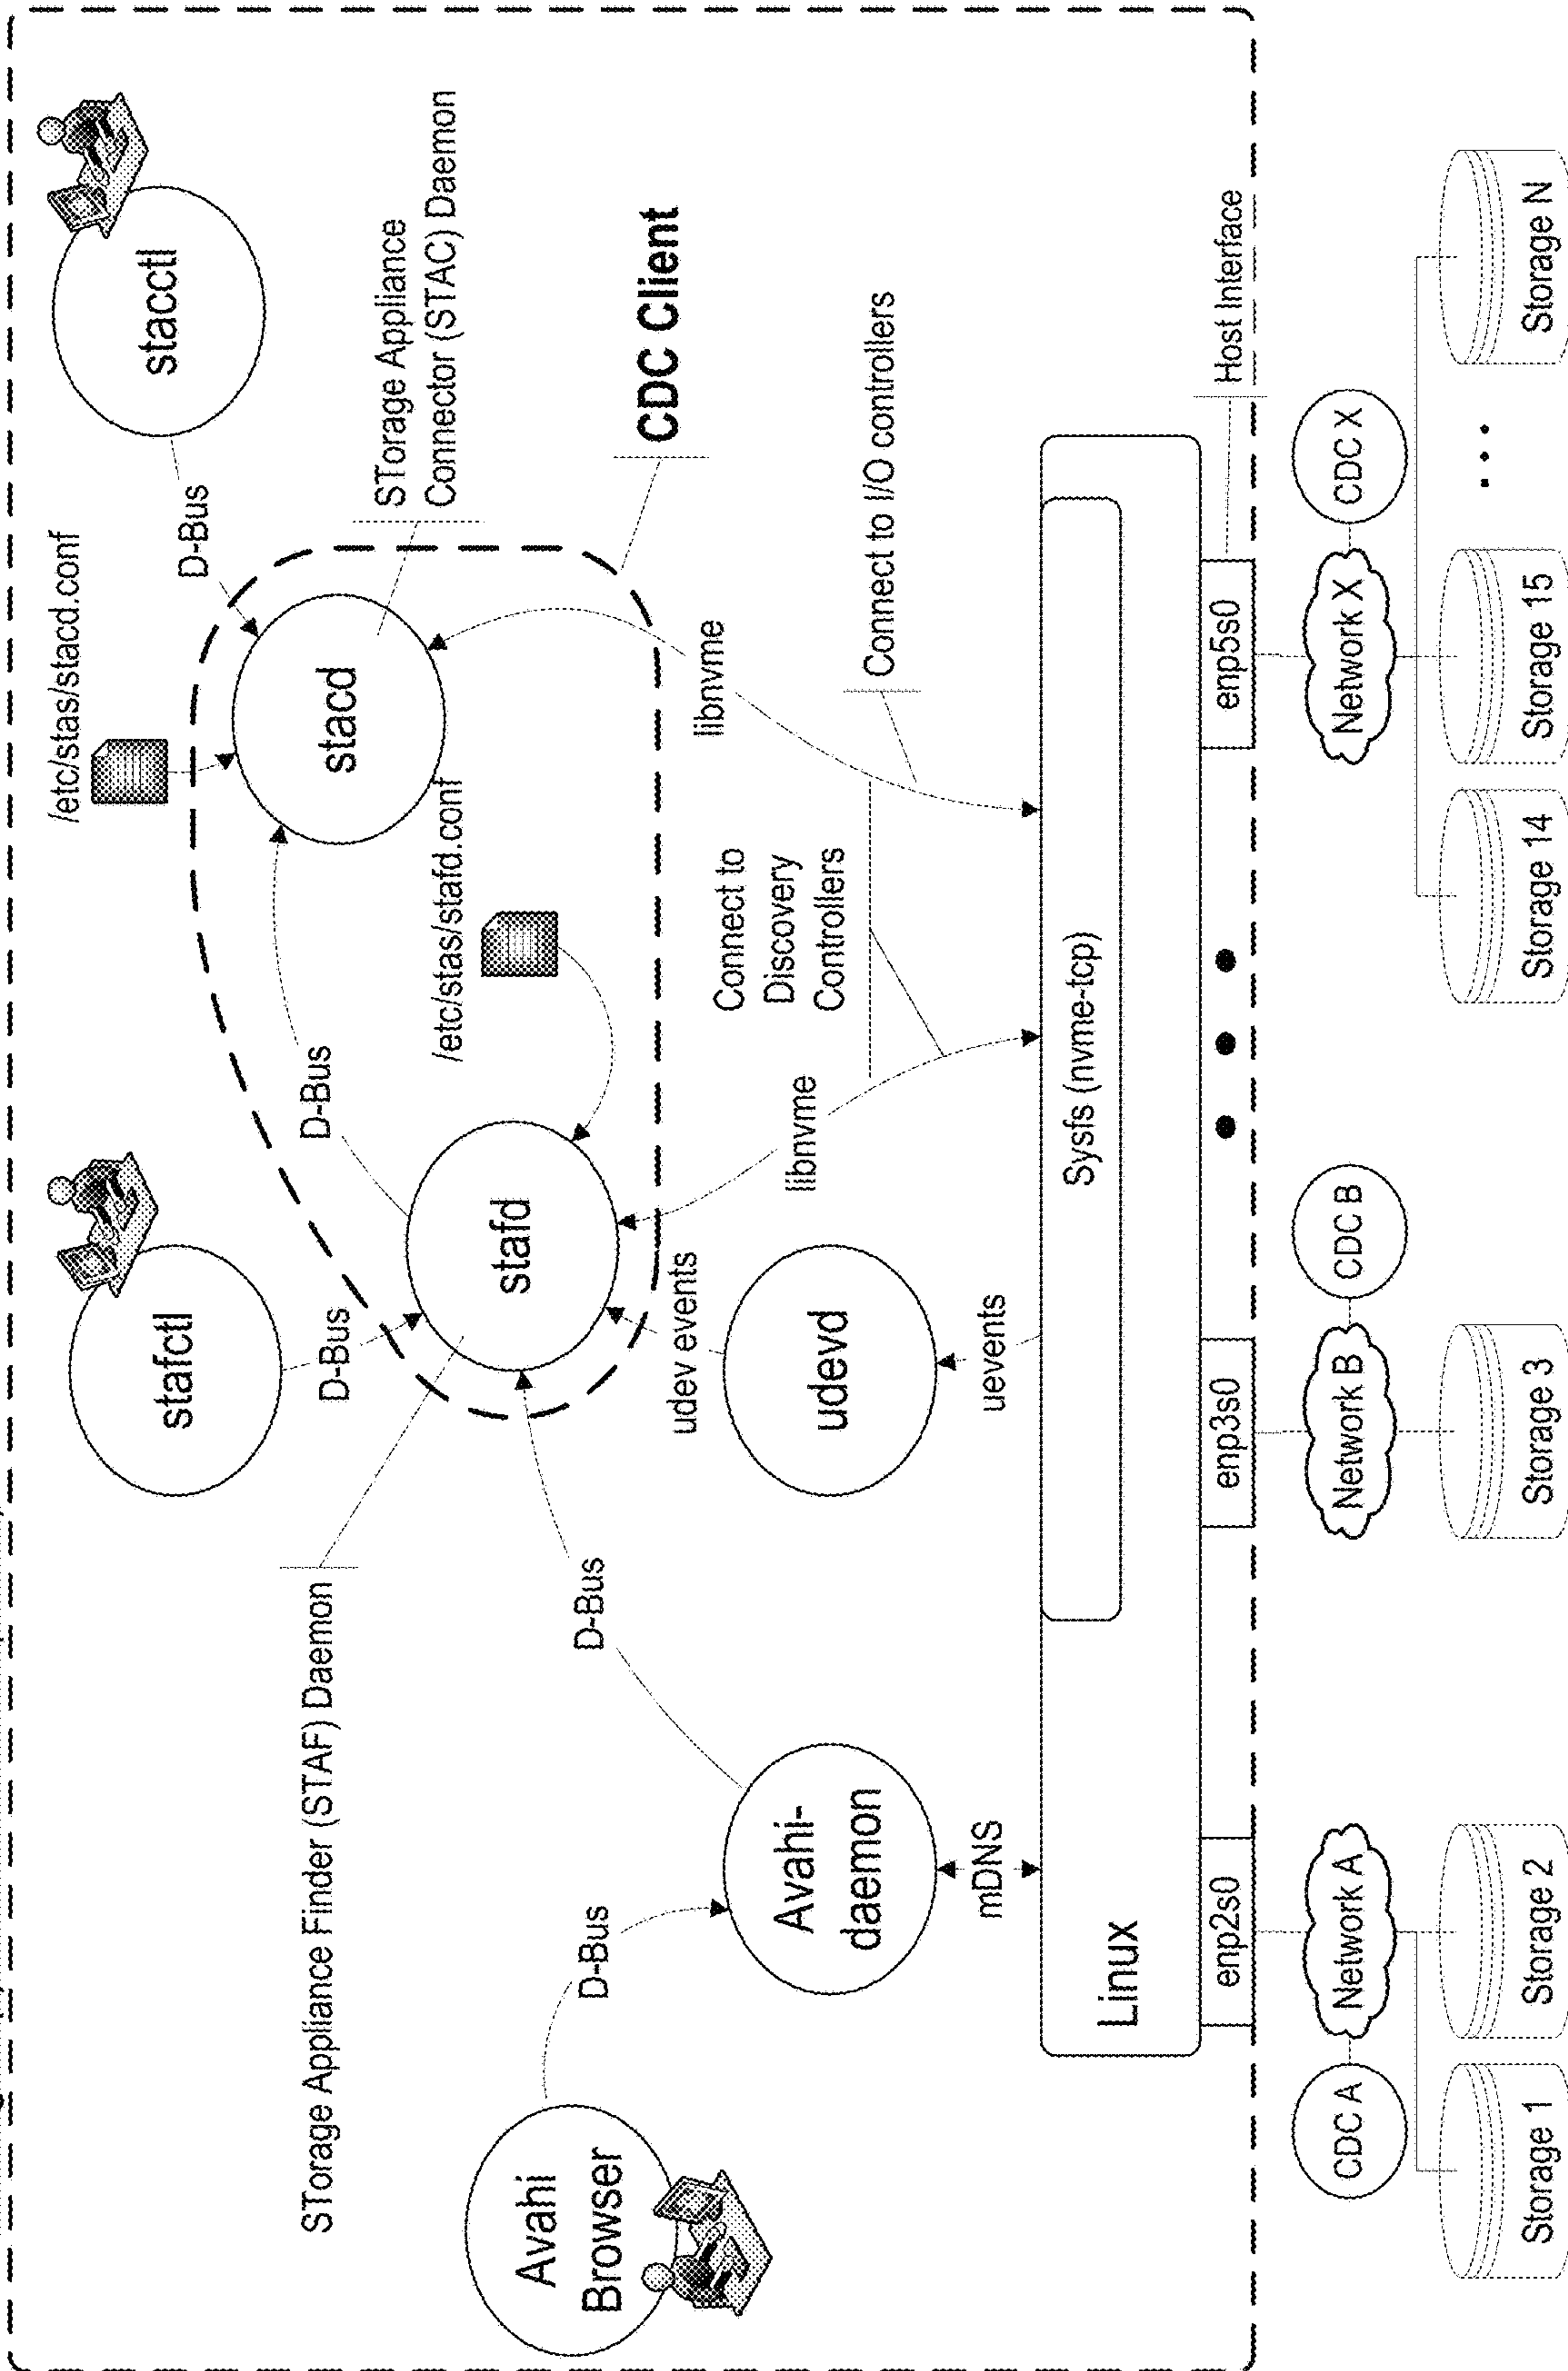 stafctl
stacctl
/etc/stas/stacd.conf
D-Bus
D-Bus
STorage Appliance Finder (STAF) Daemon
D-Bus
stacd
STorage Appliance
Connector (STAC) Daemon
/etc/stas/stafd.conf
stafd
Avahi
Browser
D-Bus
D-Bus
CDC Client
udev events
libnvme
libnvme
Connect to
Discovery
Controllers
Avahi-
daemon
udevd
Connect to I/O controllers
mDNS
uevents
Sysfs (nvme-tcp)
Linux
enp2s0
enp3s0
enp5s0
Host Interface
CDC A
Network A
Network B
CDC B
Network X
CDC X
Storage 1
Storage 2
Storage 3
Storage 14
Storage 15
Storage N